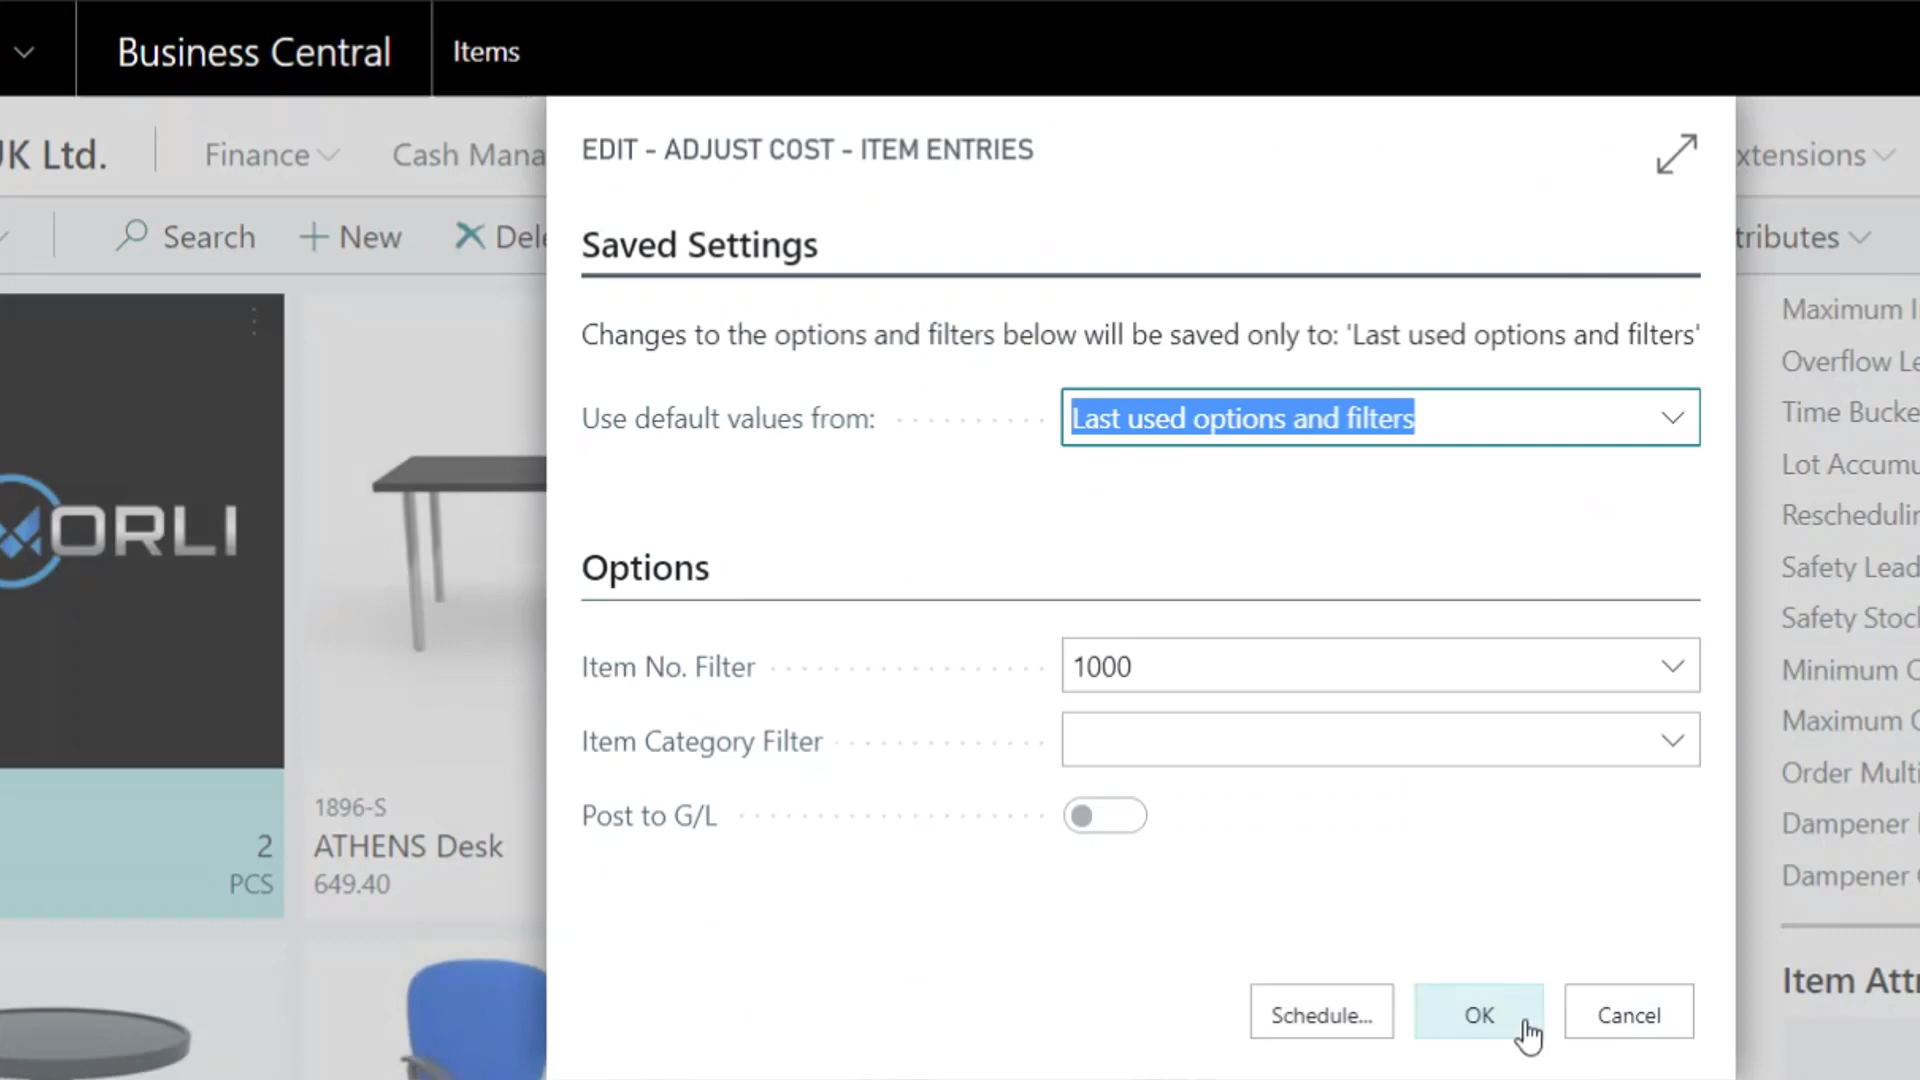 Business Central
Items
UK Ltd.
Finance
Cash Mana
xtensions
Search
New
Dele
tributes
EDIT - ADJUST COST - ITEM ENTRIES
Saved Settings
Changes to the options and filters below will be saved only to: 'Last used options and filters'
Use default values from:
Last used options and filters
Options
Item No. Filter
1000
Item Category Filter
Post to G/L
Schedule...
OK
Cancel
ORLI
2
PCS
1896-S
ATHENS Desk
649.40
Maximum I
Overflow Le
Time Bucke
Lot Accumu
Reschedulin
Safety Lead
Safety Stock
Minimum O
Maximum O
Order Multi
Dampener
Dampener
Item Attr